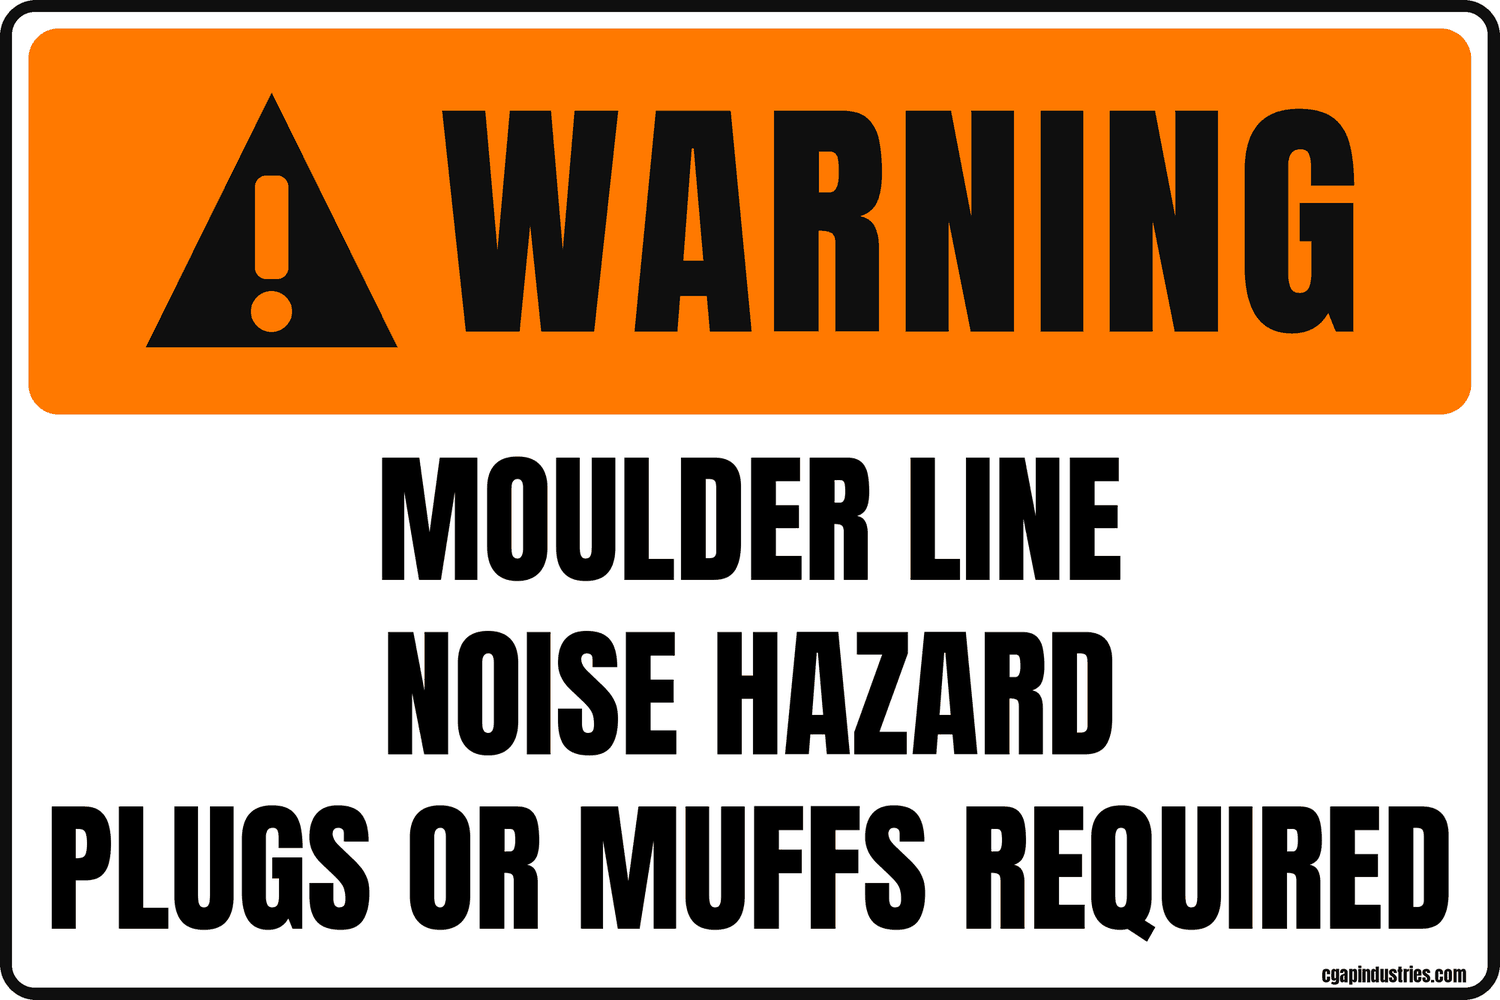 WARNING
MOULDER LINE
NOISE HAZARD
PLUGS OR MUFFS REQUIRED
cgapindustries.com